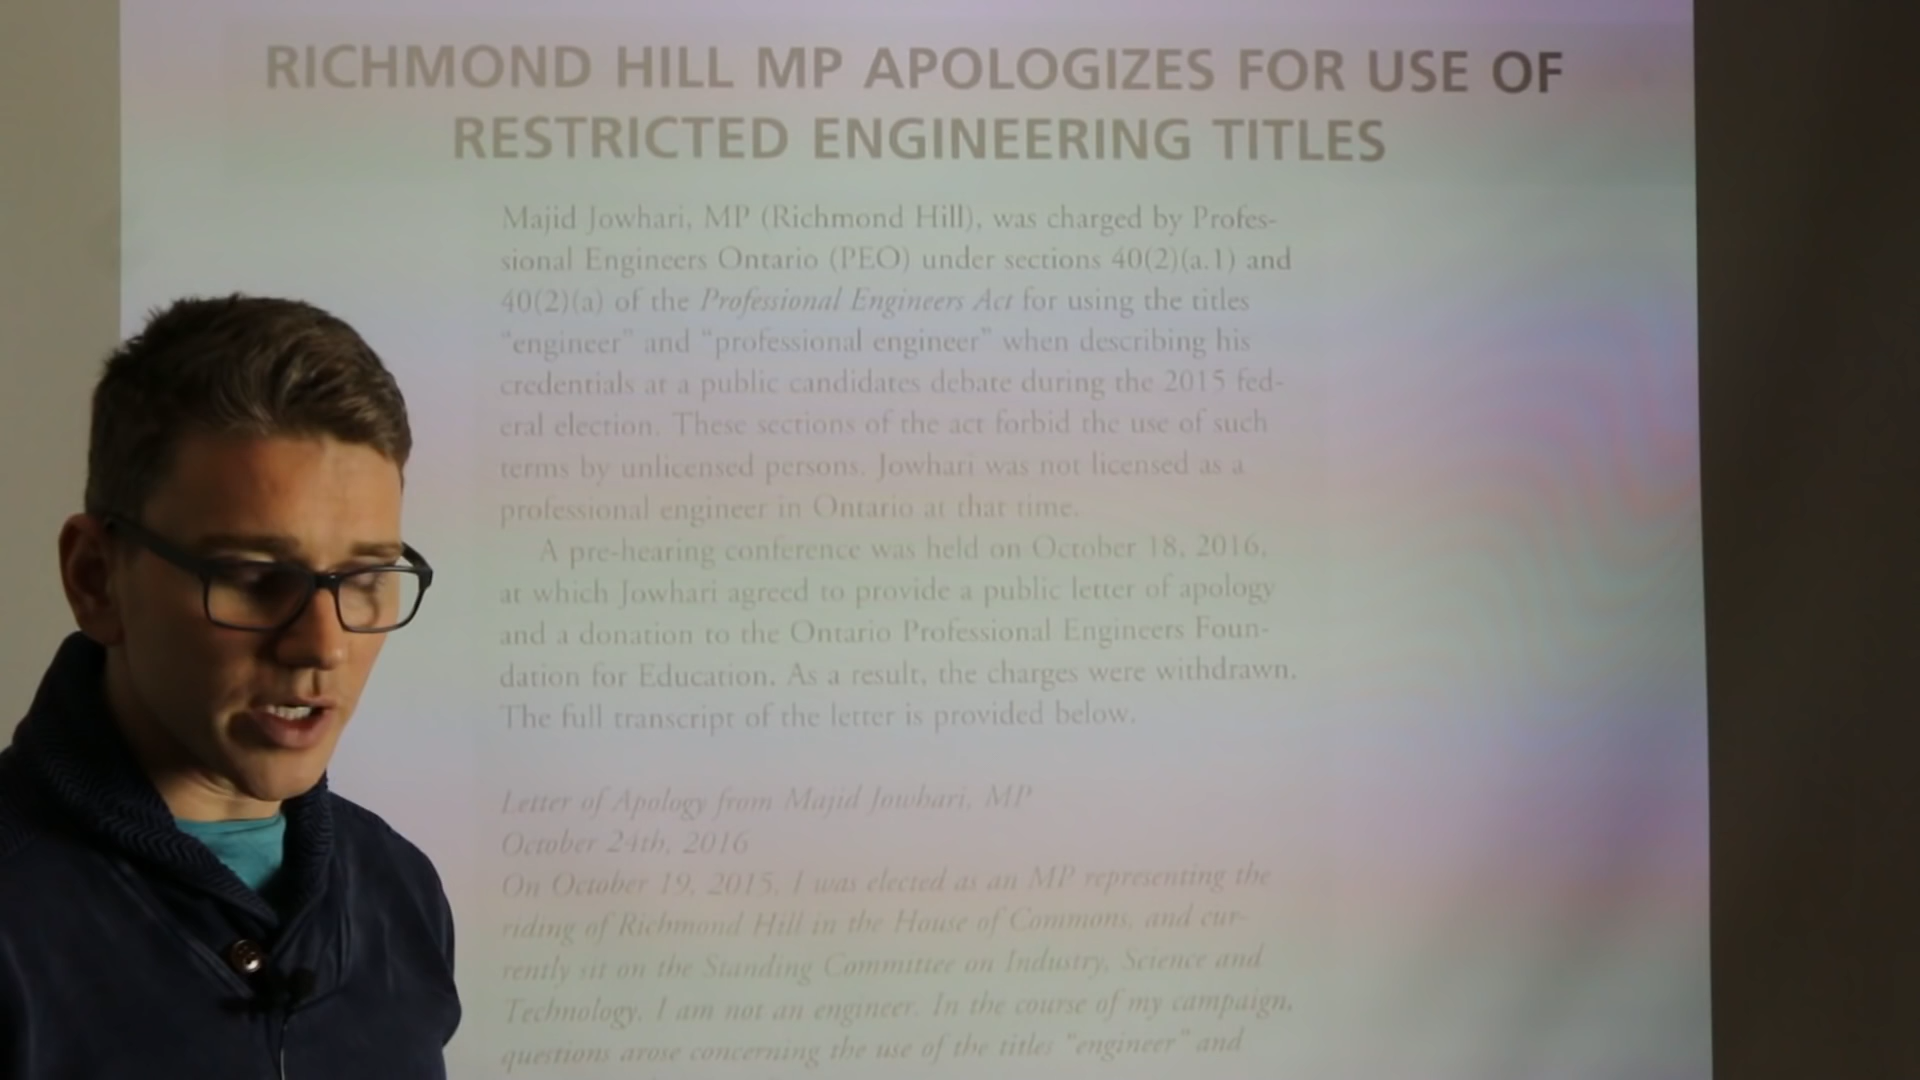 RICHMOND HILL MP APOLOGIZES FOR USE OF
RESTRICTED ENGINEERING TITLES
Majid Jowhari, MP (Richmond Hill), was charged by Profes-
sional Engineers Ontario (PEO) under sections 40(2)(a.1) and
40(2)(a) of the Professional Engineers Act for using the titles
"engineer" and "professional engineer" when describing his
credentials at a public candidates debate during the 2015 fed-
eral election. These sections of the act forbid the use of such
terms by unlicensed persons. Jowhari was not licensed as a
professional engineer in Ontario at that time.
A pre-hearing conference was held on October 18, 2016,
at which Jowhari agreed to provide a public letter of apology
and a donation to the Ontario Professional Engineers Foun-
dation for Education. As a result, the charges were withdrawn.
The full transcript of the letter is provided below.
Letter of Apology from Majid Jowhari, MP
October 24th, 2016
On October 19, 2015, I was elected as an MP representing the
riding of Richmond Hill in the House of Commons, and cur-
rently sit on the Standing Committee on Industry, Science and
Technology. I am not an engineer. In the course of my campaign,
questions arose concerning the use of the titles "engineer" and